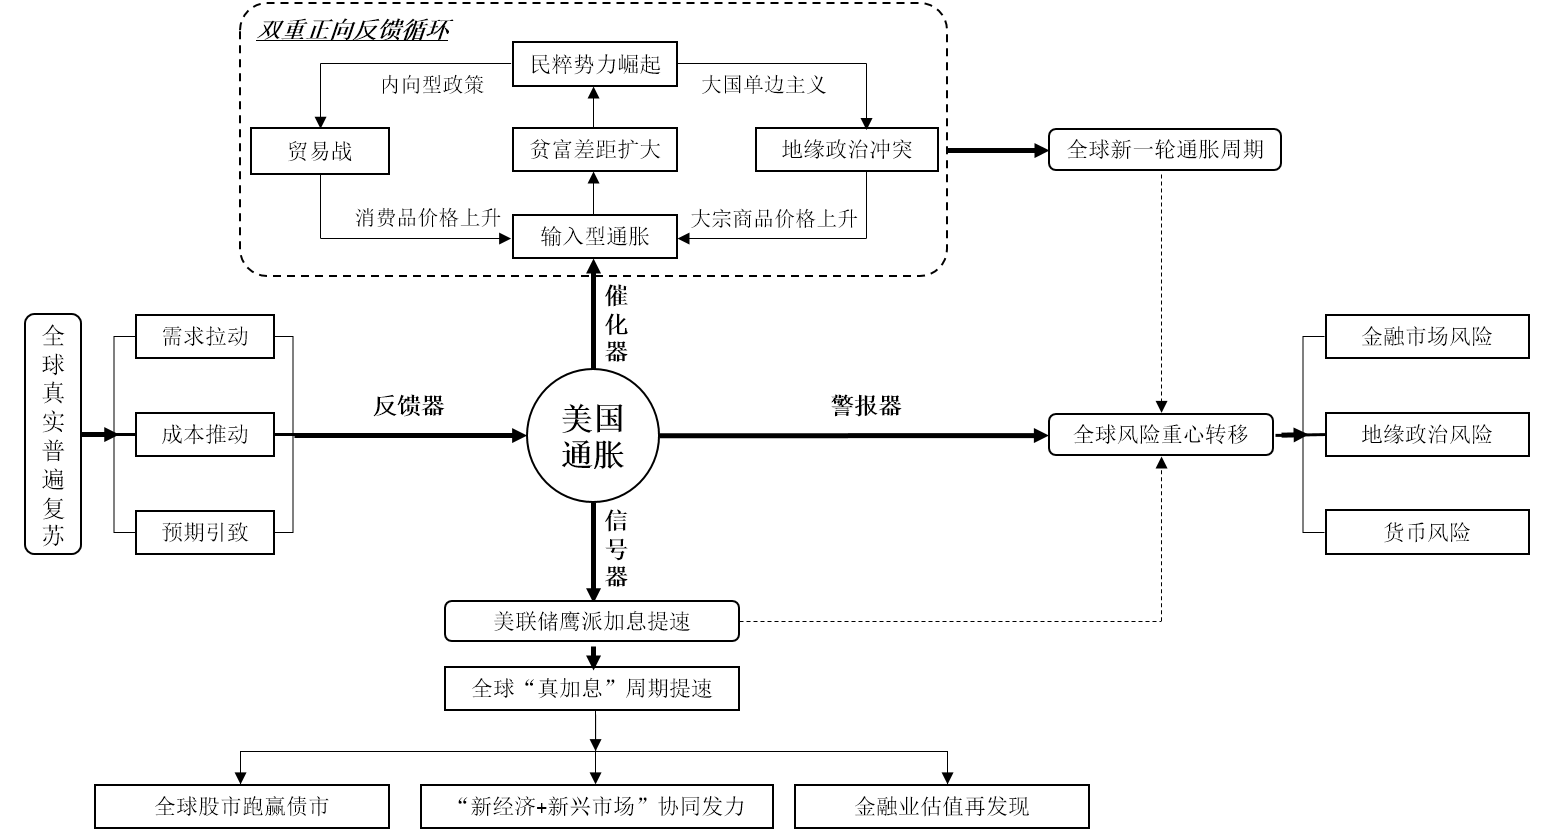 双重正向反馈循环
民粹势力崛起
内向型政策
大国单边主义
贸易战
贫富差距扩大
地缘政治冲突
全球新一轮通胀周期
消费品价格上升
输入型通胀
大宗商品价格上升
催化器
全球真实普遍复苏
需求拉动
成本推动
预期引致
反馈器
美国
通胀
警报器
全球风险重心转移
金融市场风险
地缘政治风险
货币风险
信号器
美联储鹰派加息提速
全球“真加息”周期提速
全球股市跑赢债市
“新经济+新兴市场”协同发力
金融业估值再发现